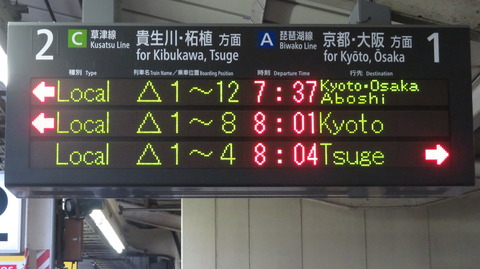 2 C 草津線 貴生川・柘植 方面 A 琵琶湖線 京都・大阪 方面 1
Kusatsu Line for Kibukawa, Tsuge Biwako Line for Kyōto, Osaka
種別 Type 列車名 Train Name／乗車位置 Boarding Position 時刻 Departure Time 行先 Destination
← Local △ 1～12 7:37 Kyoto・Osaka
Aboshi
← Local △ 1～8 8:01 Kyoto
Local △ 1～4 8:04 Tsuge →